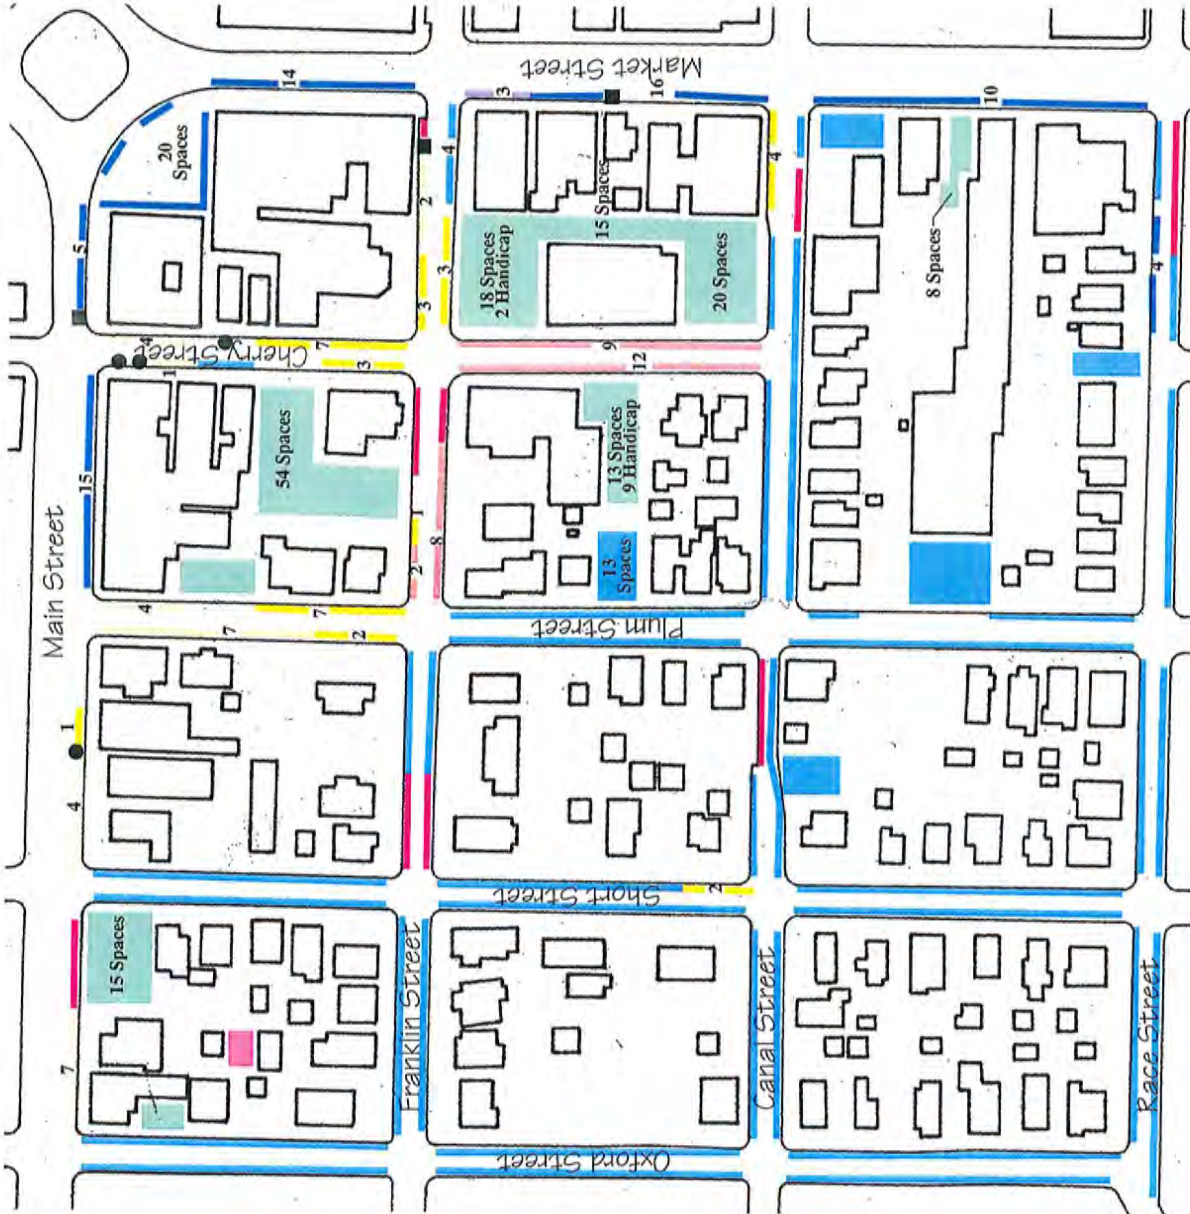 Market Street
14
3
16
10
20
Spaces
4
2
4
15 Spaces
5
18 Spaces
2 Handicap
20 Spaces
8 Spaces
3
3
4
Cherry Street
4
7
9
1
3
12
15
54 Spaces
13 Spaces
9 Handicap
1
2
8
13
Spaces
Main Street
4
7
Plum Street
7
2
1
4
Short Street
2
15 Spaces
7
Franklin Street
Canal Street
Race Street
Oxford Street